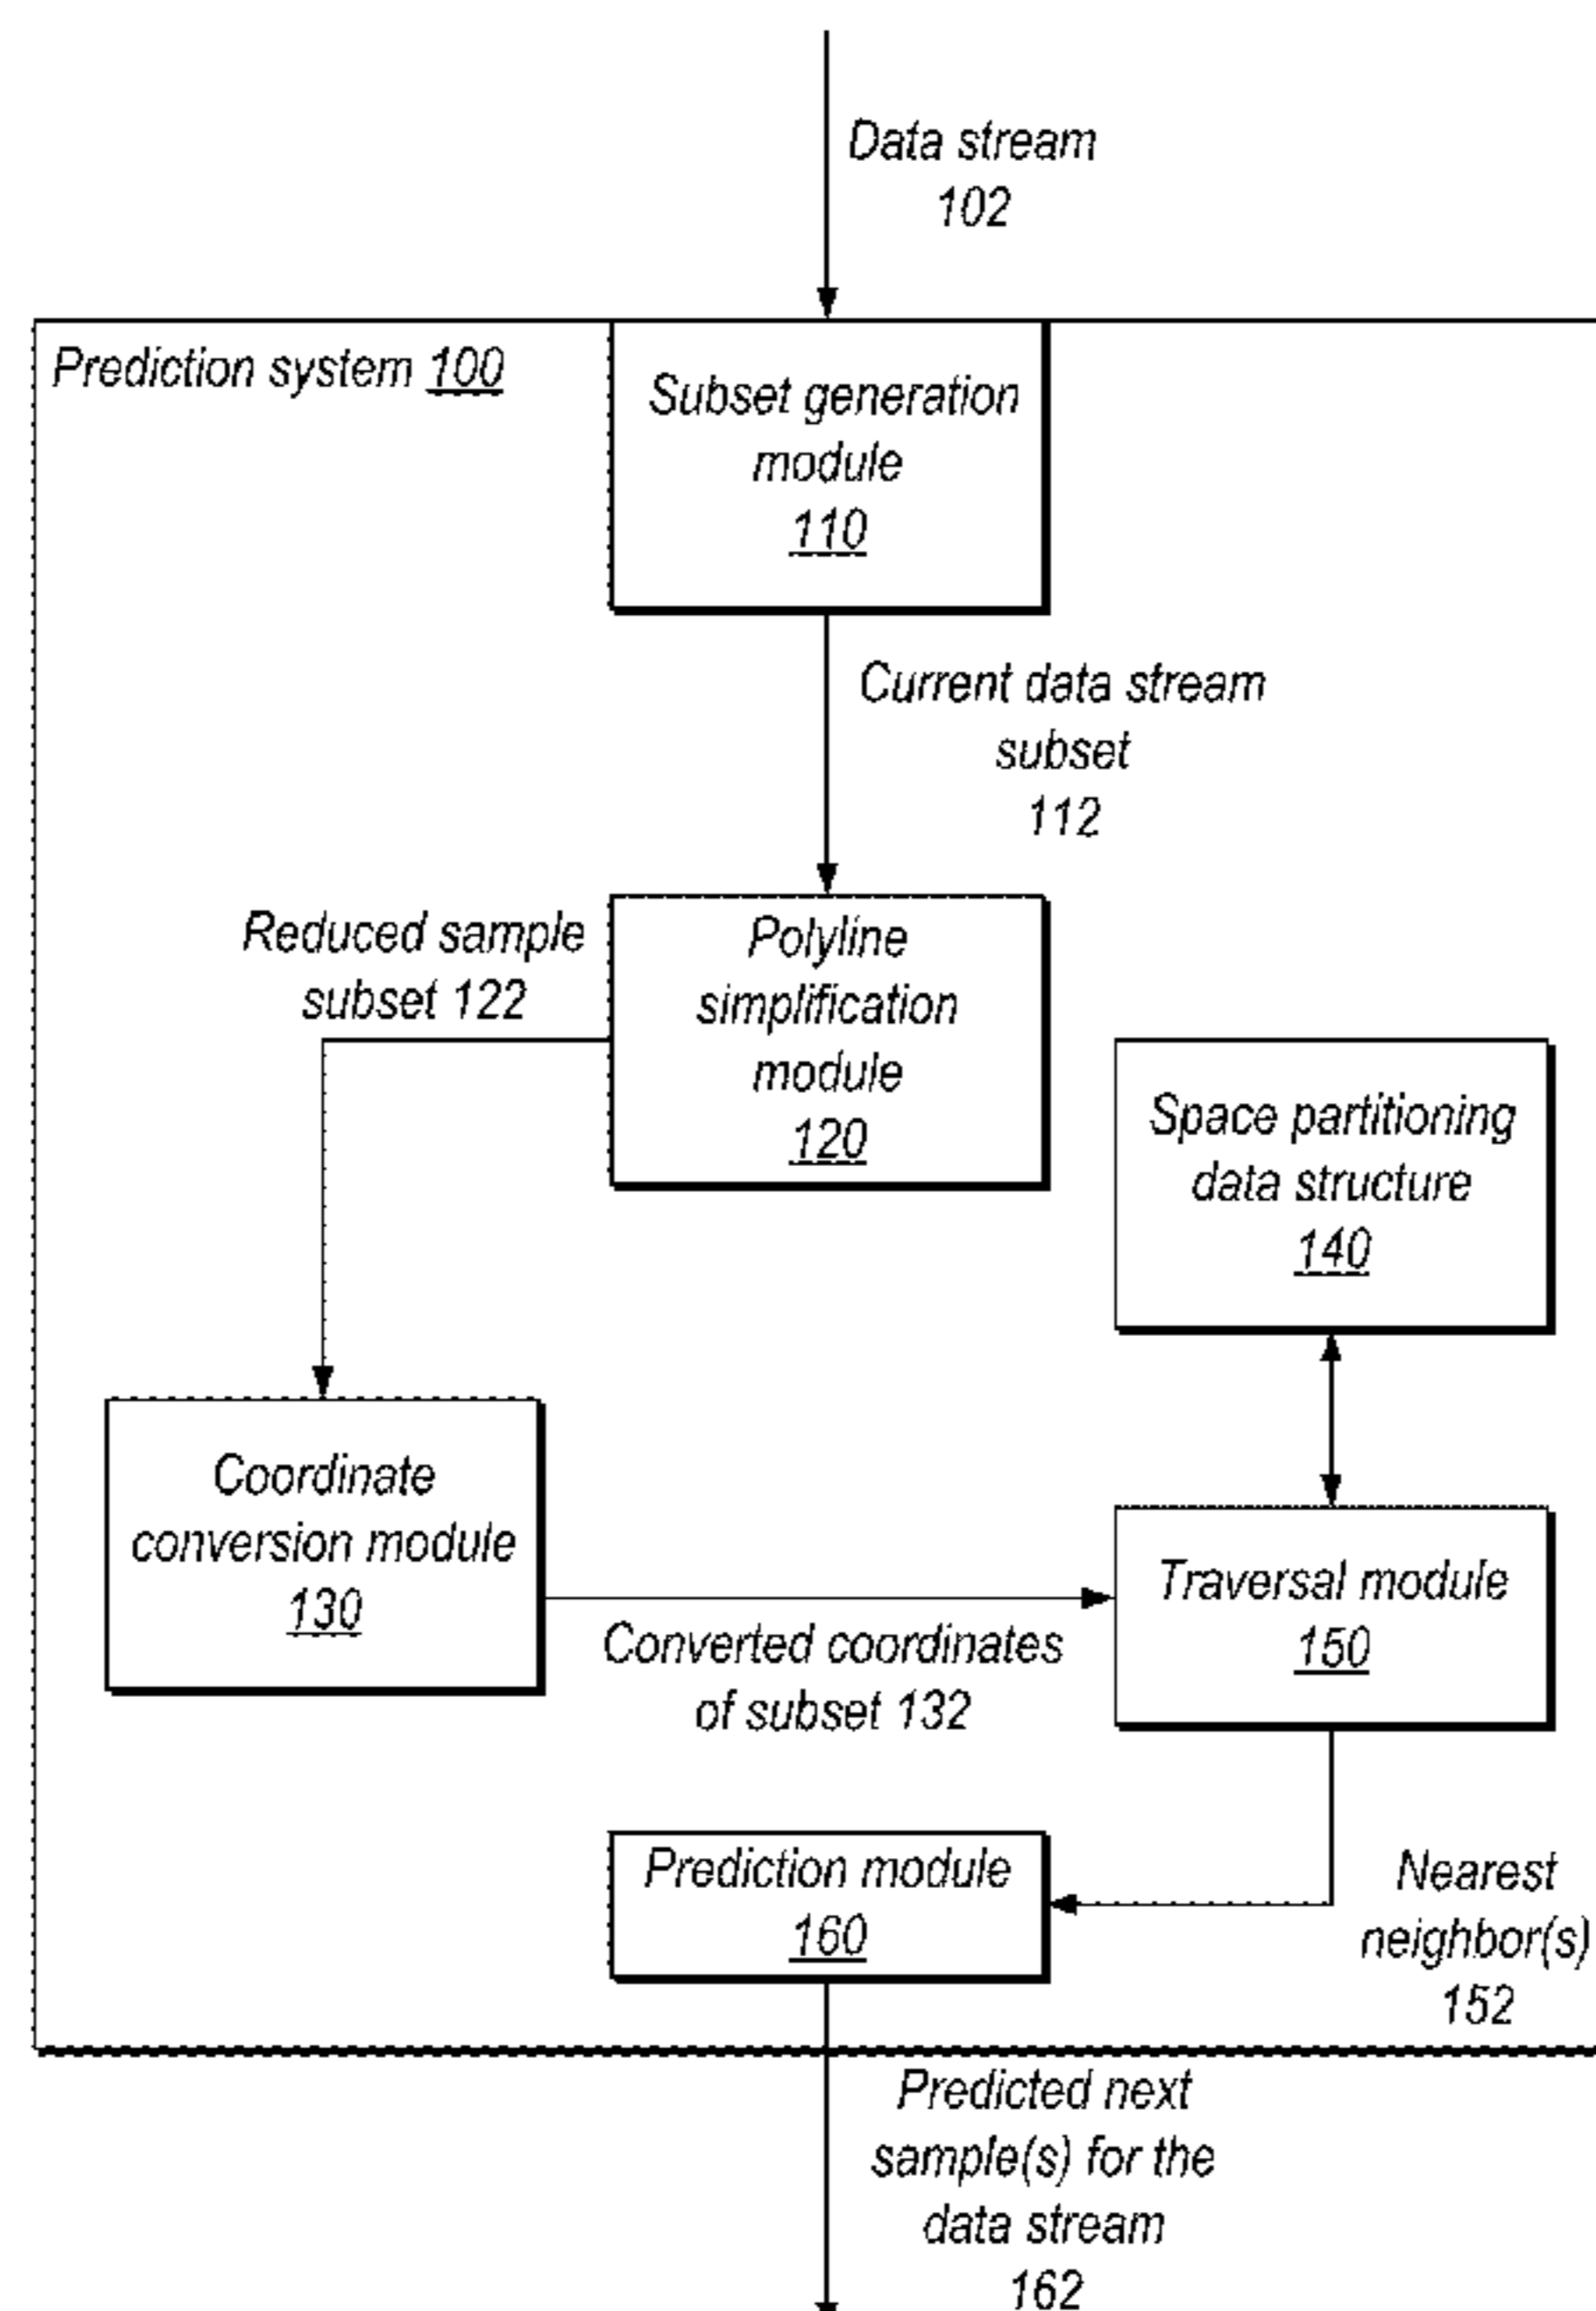 Data stream
102
Prediction system 100
Subset generation
module
110
Current data stream
subset
112
Reduced sample
subset 122
Polyline
simplification
module
120
Space partitioning
data structure
140
Coordinate
conversion module
130
Converted coordinates
of subset 132
Traversal module
150
Prediction module
160
Nearest
neighbor(s)
152
Predicted next
sample(s) for the
data stream
162